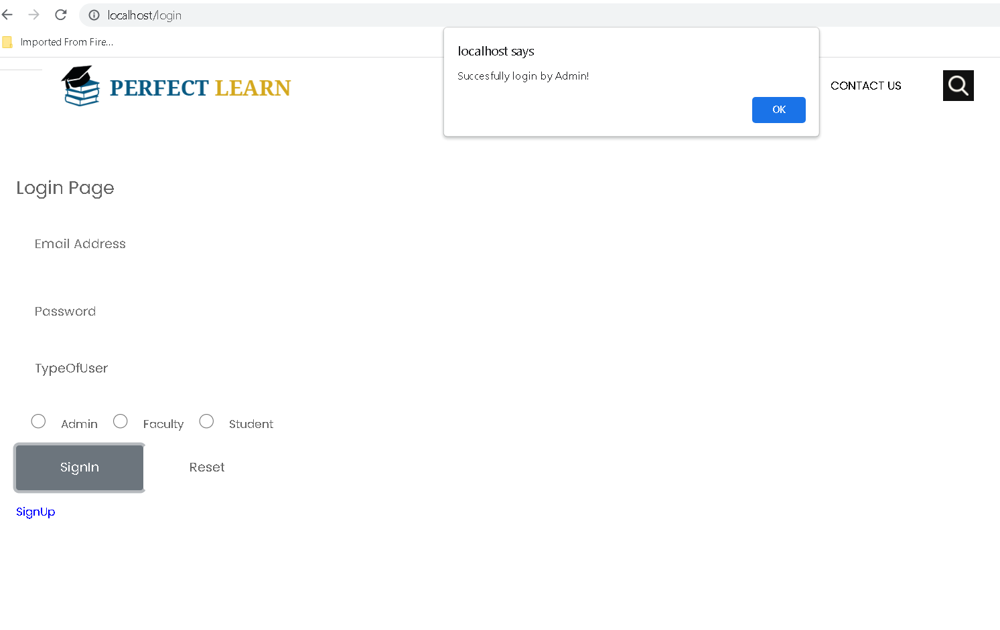 localhost/login
Imported From Fire...
localhost says
Succesfully login by Admin!
OK
PERFECT LEARN
CONTACT US
Login Page
Email Address
Password
TypeOfUser
Admin Faculty Student
SignIn Reset
SignUp